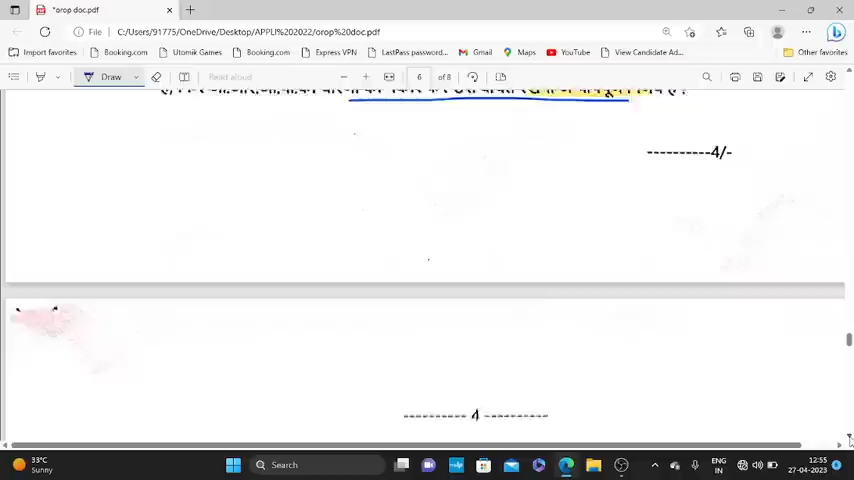 *orop doc.pdf
File C:/Users/91775/OneDrive/Desktop/APPLI%202022/orop%20doc.pdf
Import favorites Booking.com Utomik Games Booking.com Express VPN LastPass password... Gmail Maps YouTube View Candidate Ad... Other favorites
Draw Read aloud 6 of 8
----------4/-
---------- 4 ----------
33°C
Sunny
Search
ENG
IN
12:55
27-04-2023